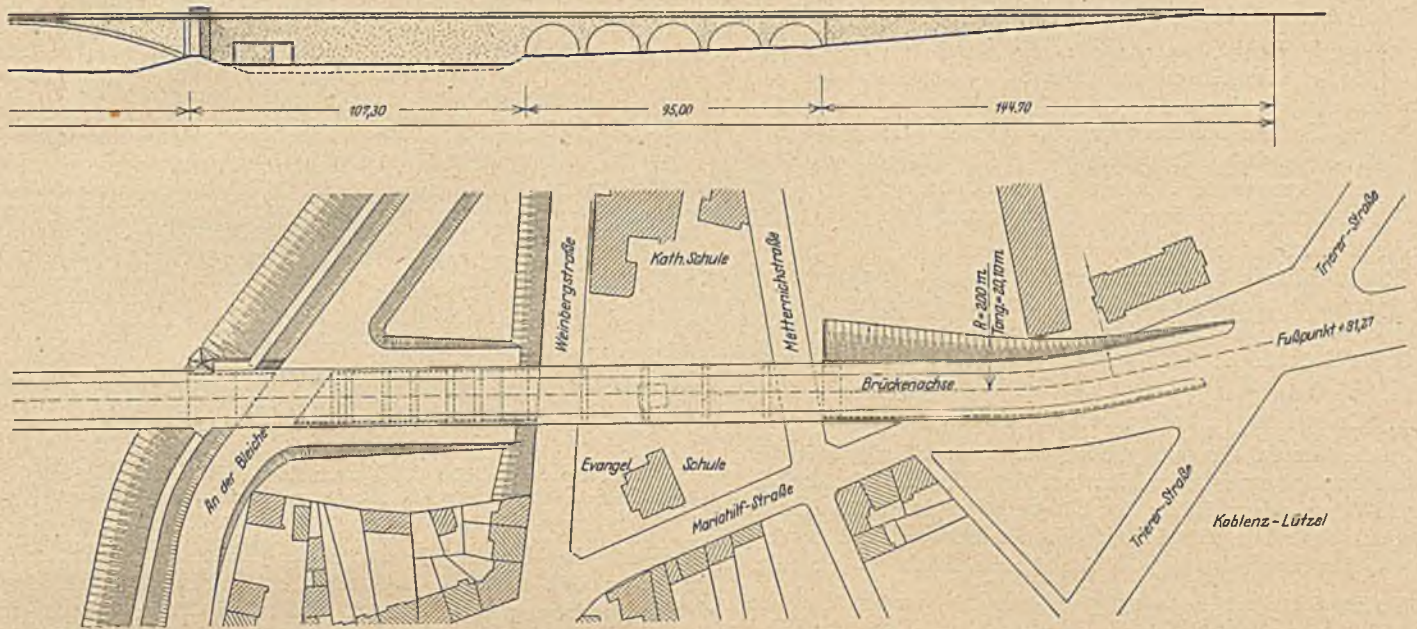 107,30
95,00
144.70
Weinbergstraße
Kath. Schule
Metternichstraße
R = 200 m
Tang = 20,10 m
Trierer-Straße
Fußpunkt + 81,27
Brückenachse
An der Bleiche
Evangel Schule
Mariahilf-Straße
Trierer-Straße
Koblenz-Lützel